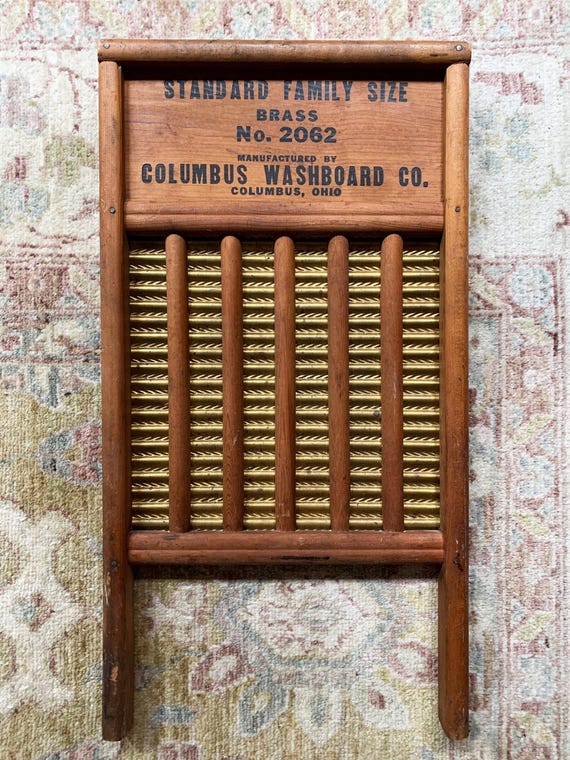 STANDARD FAMILY SIZE
BRASS
No. 2062
MANUFACTURED BY
COLUMBUS WASHBOARD CO.
COLUMBUS, OHIO